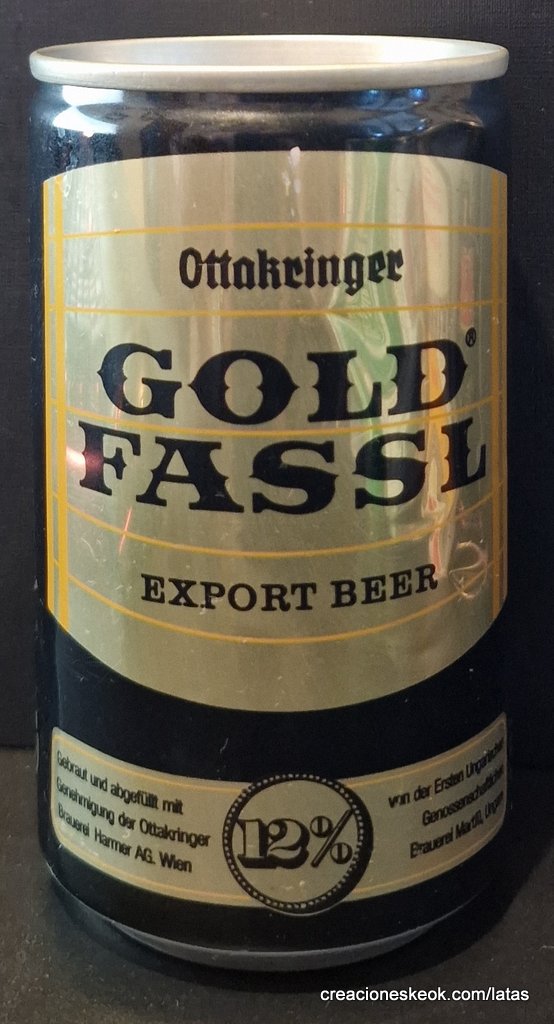 Ottakringer
GOLD®
FASSL
EXPORT BEER
Gebraut und abgefüllt mit
Genehmigung der Ottakringer
Brauerei Harmer AG. Wien
12%
von der Ersten Ungarischen
Genossenschaftlichen
Brauerei Martfü, Ungarn
creacioneskeok.com/latas